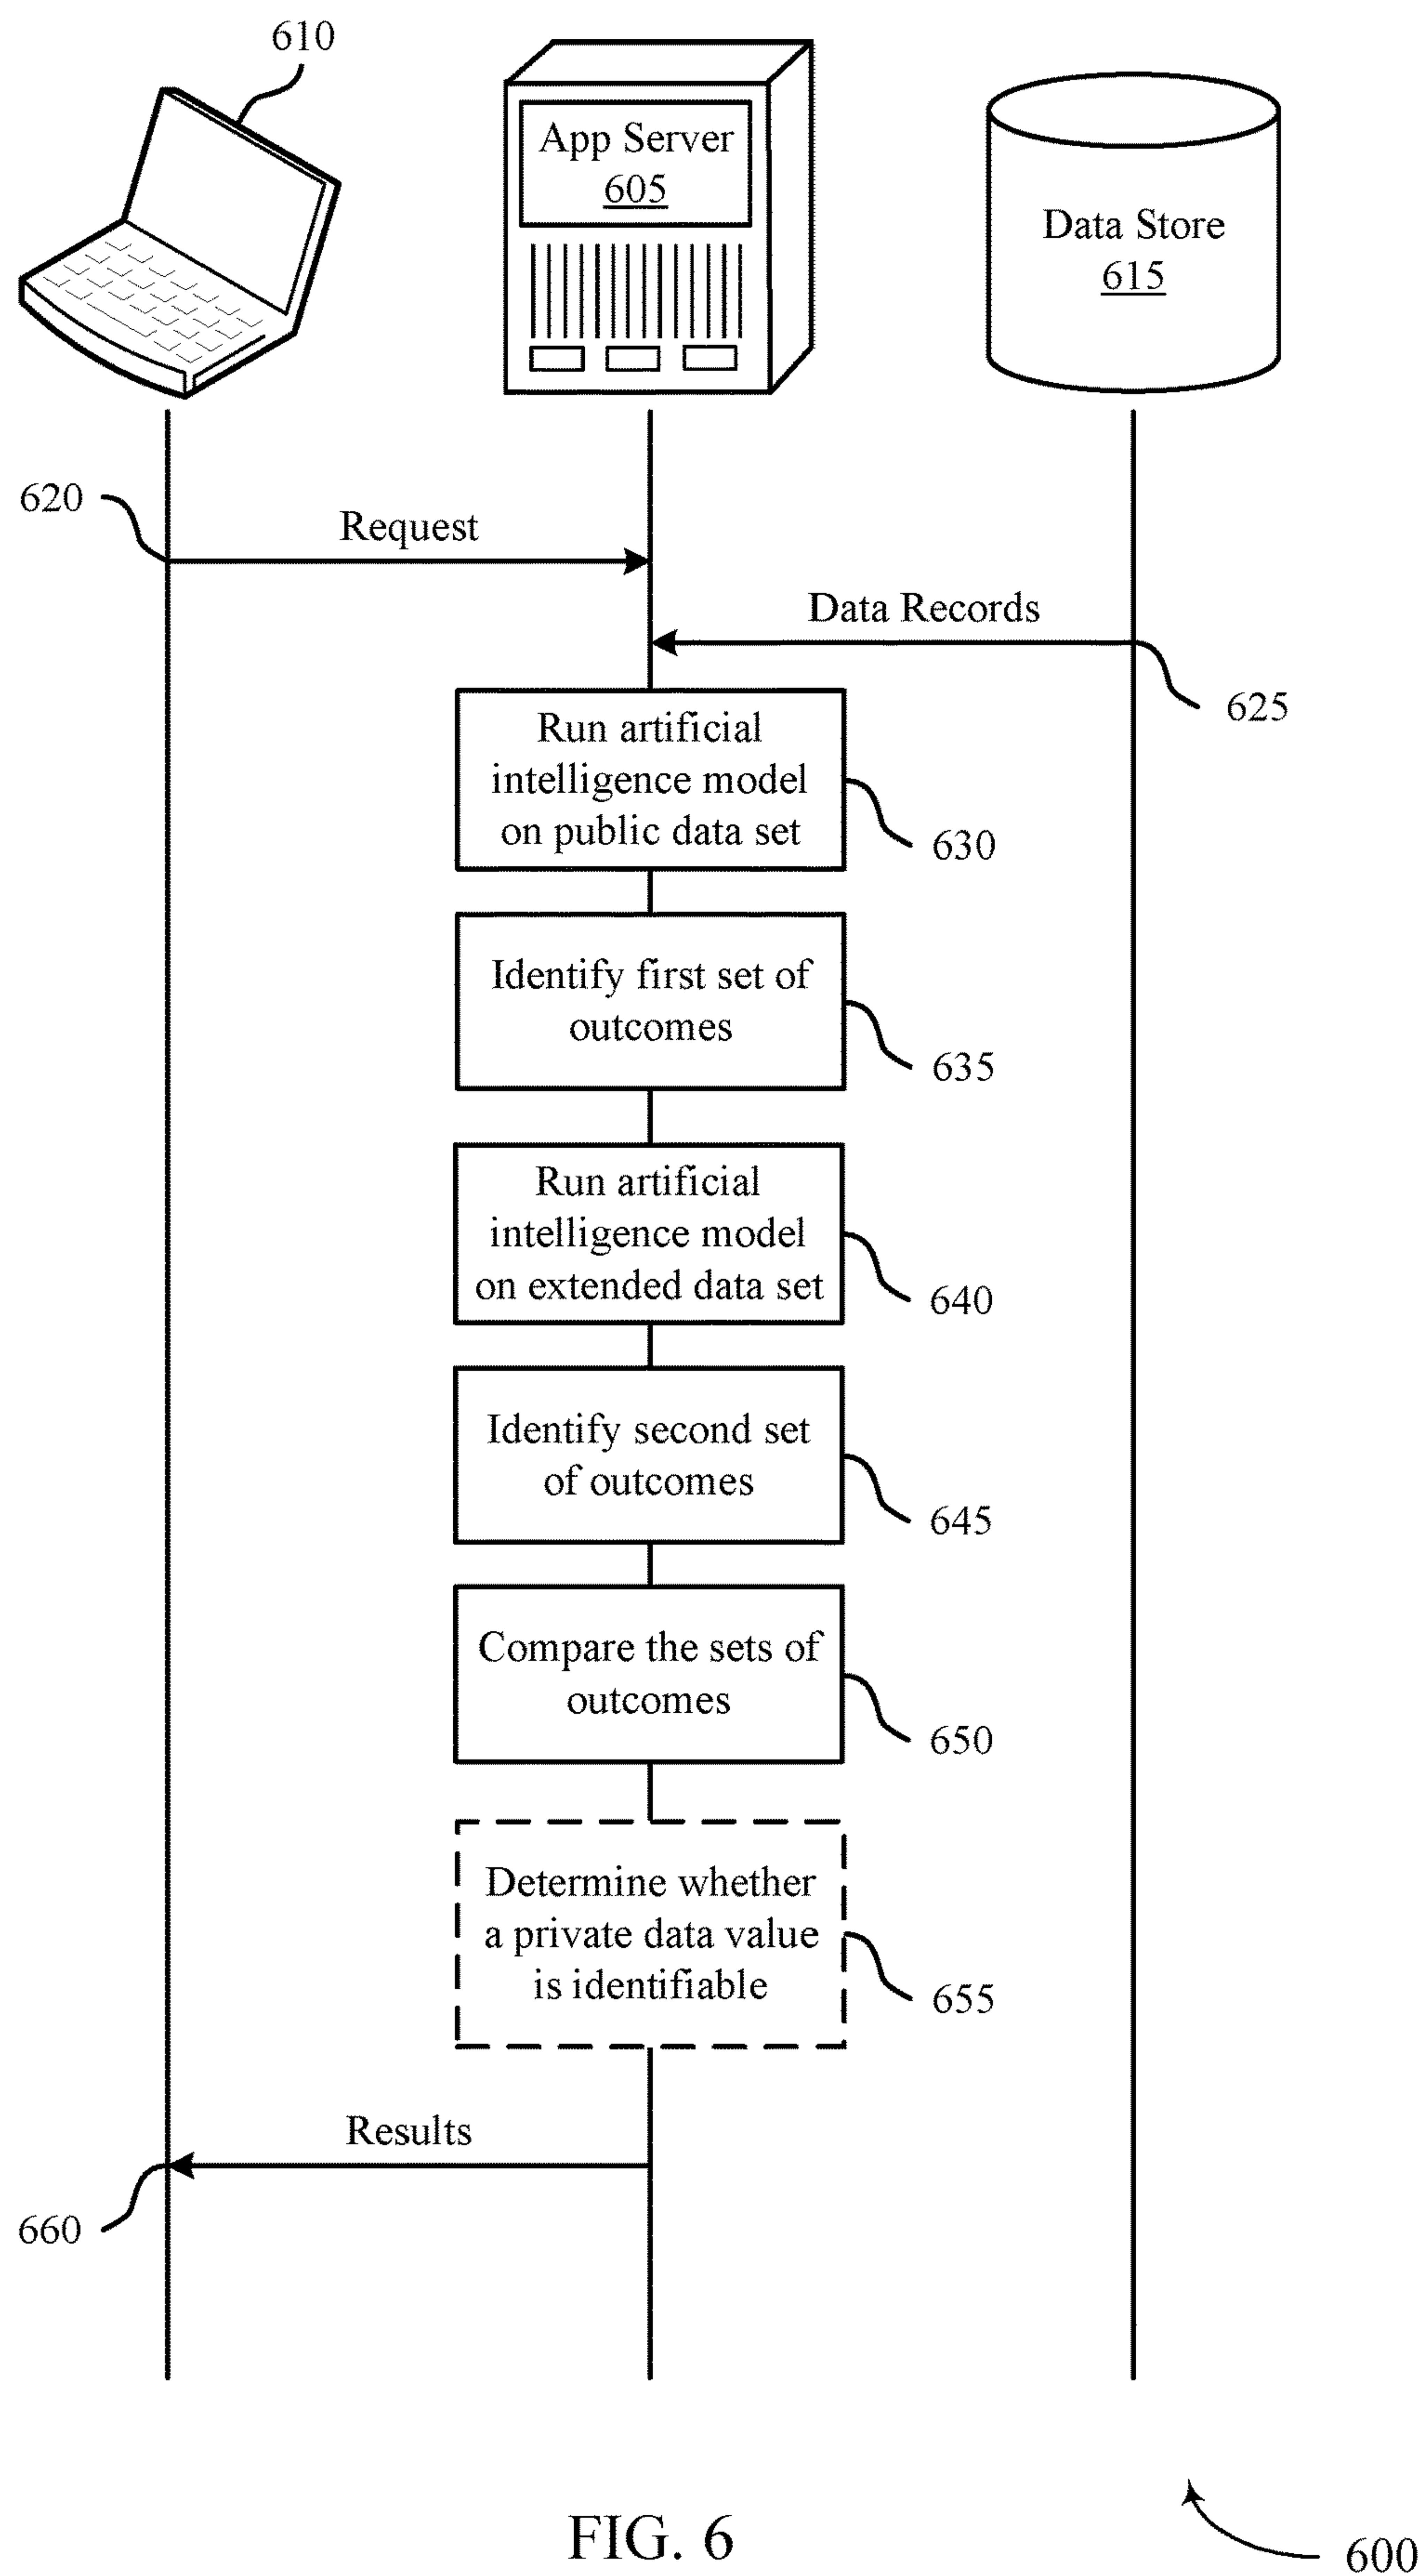 610
App Server
605
Data Store
615
620
Request
Data Records
625
Run artificial
intelligence model
on public data set
630
Identify first set of
outcomes
635
Run artificial
intelligence model
on extended data set
640
Identify second set
of outcomes
645
Compare the sets of
outcomes
650
Determine whether
a private data value
is identifiable
655
Results
660
FIG. 6
600